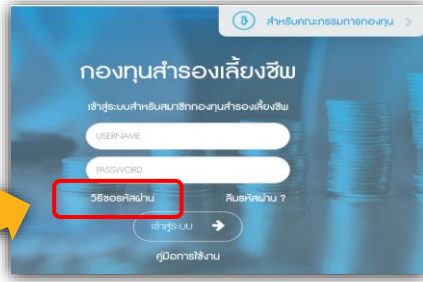 สำหรับคณะกรรมการกองทุน >
กองทุนสำรองเลี้ยงชีพ
เข้าสู่ระบบสำหรับสมาชิกกองทุนสำรองเลี้ยงชีพ
USERNAME
PASSWORD
วิธีขอรหัสผ่าน ลืมรหัสผ่าน ?
เข้าสู่ระบบ
คู่มือการใช้งาน